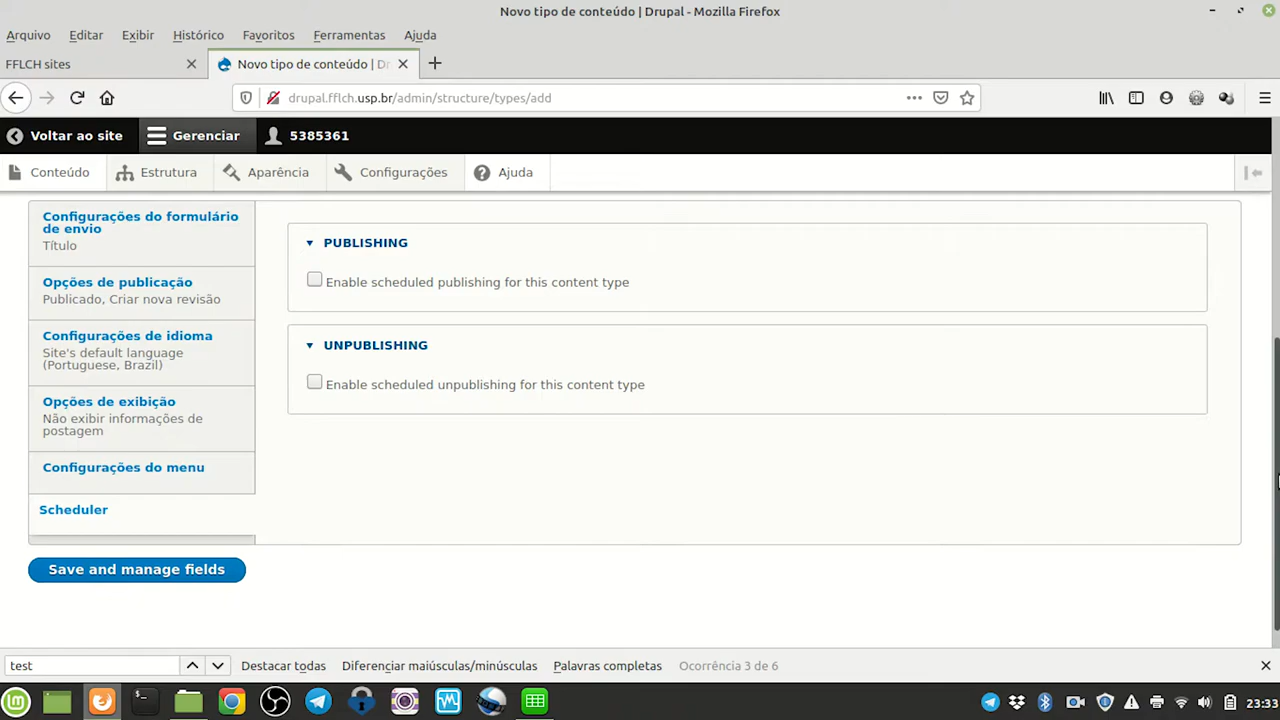 Novo tipo de conteúdo | Drupal - Mozilla Firefox
Arquivo Editar Exibir Histórico Favoritos Ferramentas Ajuda
FFLCH sites
Novo tipo de conteúdo | Dr
drupal.fflch.usp.br/admin/structure/types/add
Voltar ao site Gerenciar 5385361
Conteúdo Estrutura Aparência Configurações Ajuda
Configurações do formulário
de envio
Título
Opções de publicação
Publicado, Criar nova revisão
Configurações de idioma
Site's default language
(Portuguese, Brazil)
Opções de exibição
Não exibir informações de
postagem
Configurações do menu
Scheduler
PUBLISHING
Enable scheduled publishing for this content type
UNPUBLISHING
Enable scheduled unpublishing for this content type
Save and manage fields
test Destacar todas Diferenciar maiúsculas/minúsculas Palavras completas Ocorrência 3 de 6
23:33